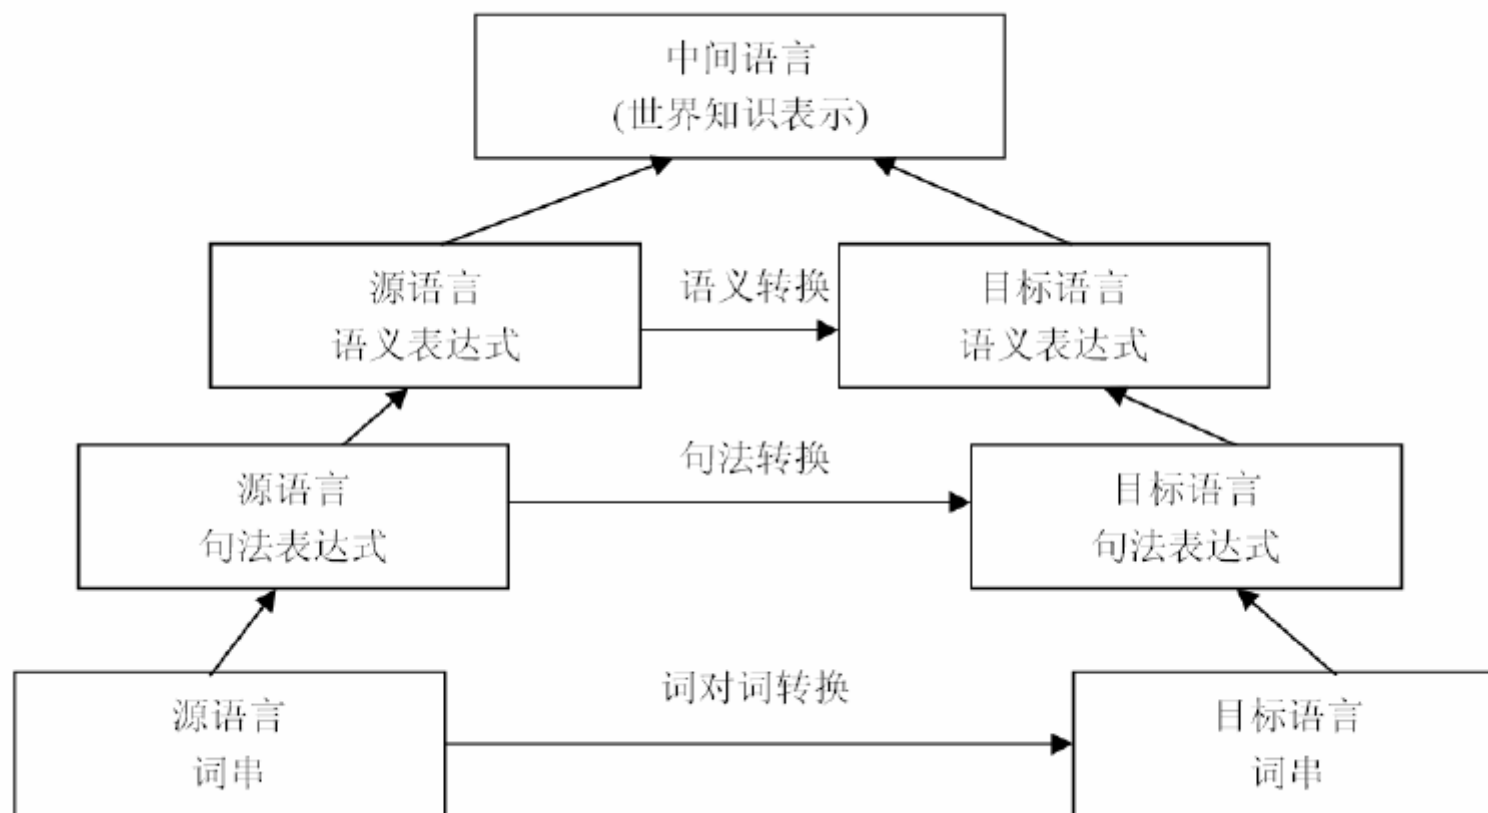 中间语言
(世界知识表示)
源语言
语义表达式
语义转换
目标语言
语义表达式
源语言
句法表达式
句法转换
目标语言
句法表达式
源语言
词串
词对词转换
目标语言
词串